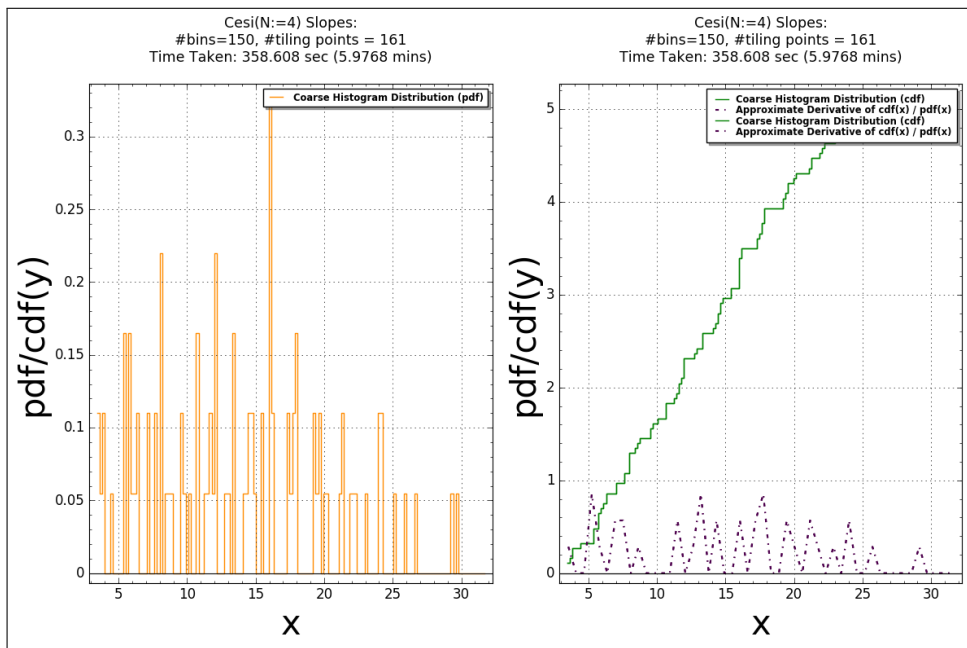 Cesi(N:=4) Slopes:
#bins=150, #tiling points = 161
Time Taken: 358.608 sec (5.9768 mins)
Coarse Histogram Distribution (pdf)
pdf/cdf(y)
0.3
0.25
0.2
0.15
0.1
0.05
0
5
10
15
20
25
30
x
Cesi(N:=4) Slopes:
#bins=150, #tiling points = 161
Time Taken: 358.608 sec (5.9768 mins)
Coarse Histogram Distribution (cdf)
Approximate Derivative of cdf(x) / pdf(x)
Coarse Histogram Distribution (cdf)
Approximate Derivative of cdf(x) / pdf(x)
pdf/cdf(y)
5
4
3
2
1
0
5
10
15
20
25
30
x